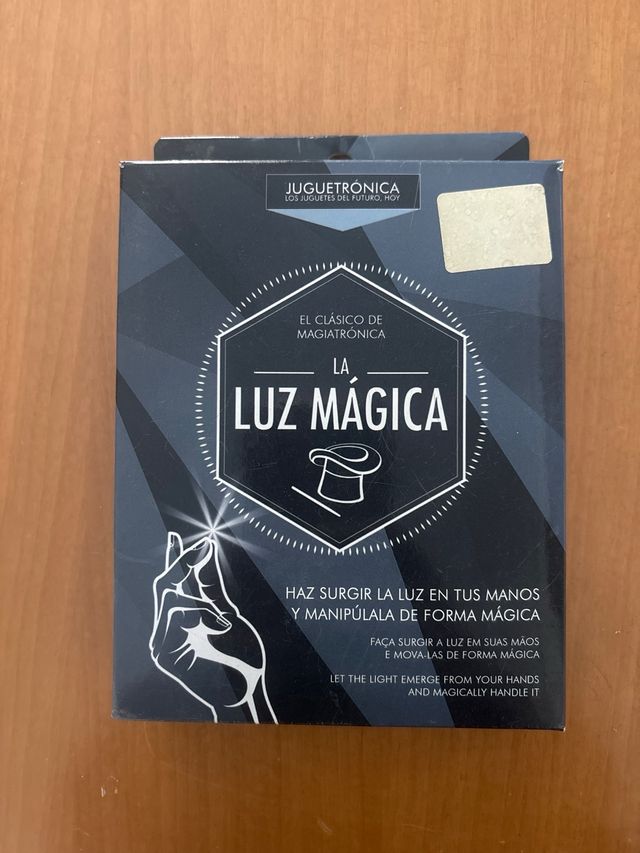 JUGUETRÓNICA
LOS JUGUETES DEL FUTURO, HOY
EL CLÁSICO DE
MAGIATRÓNICA
LA
LUZ MÁGICA
HAZ SURGIR LA LUZ EN TUS MANOS
Y MANIPÚLALA DE FORMA MÁGICA
FAÇA SURGIR A LUZ EM SUAS MÃOS
E MOVA-LAS DE FORMA MÁGICA
LET THE LIGHT EMERGE FROM YOUR HANDS
AND MAGICALLY HANDLE IT